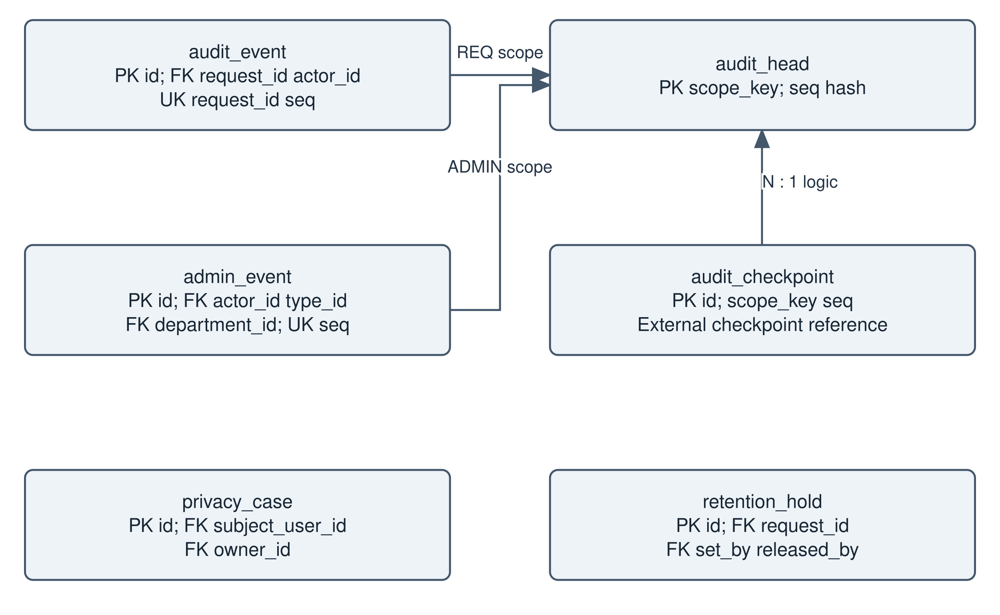 audit_event
PK id; FK request_id actor_id
UK request_id seq
REQ scope
audit_head
PK scope_key; seq hash
ADMIN scope
N : 1 logic
admin_event
PK id; FK actor_id type_id
FK department_id; UK seq
audit_checkpoint
PK id; scope_key seq
External checkpoint reference
privacy_case
PK id; FK subject_user_id
FK owner_id
retention_hold
PK id; FK request_id
FK set_by released_by